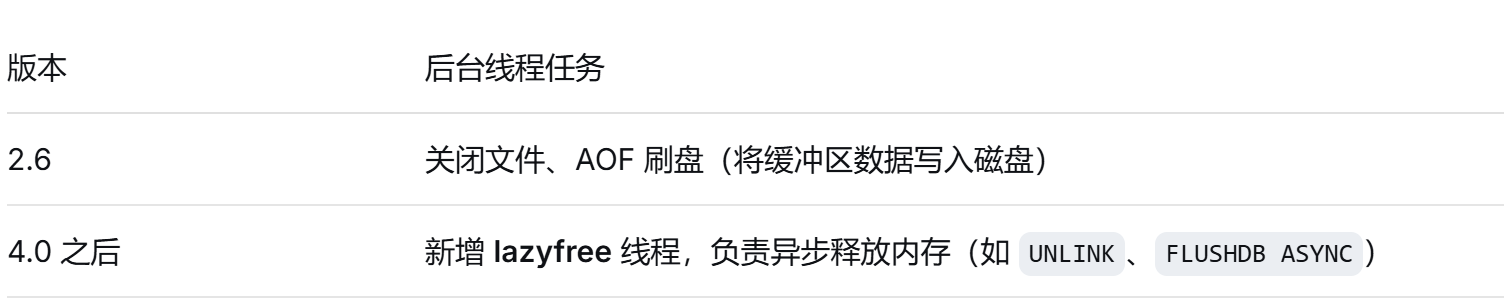 版本 后台线程任务
2.6 关闭文件、AOF 刷盘（将缓冲区数据写入磁盘）
4.0 之后 新增 lazyfree 线程，负责异步释放内存（如 UNLINK、FLUSHDB ASYNC）